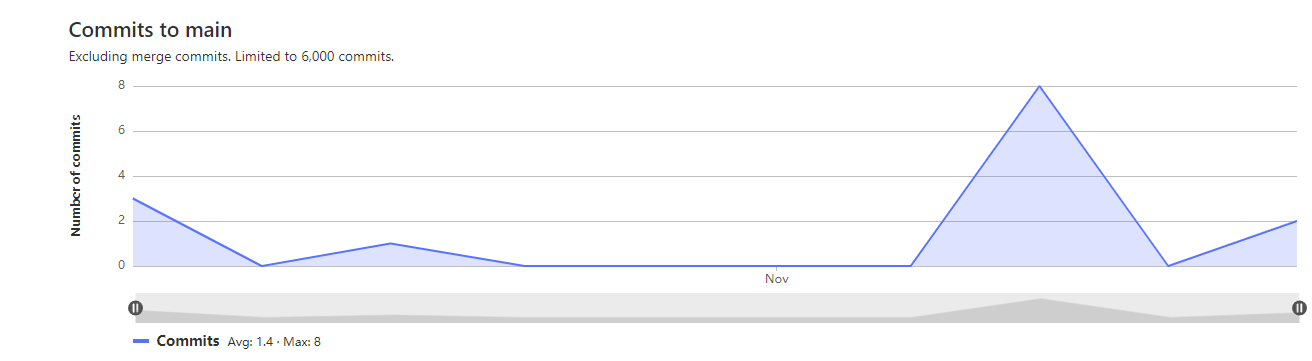 Commits to main
Excluding merge commits. Limited to 6,000 commits.
Number of commits
8
6
4
2
0
Nov
Commits Avg: 1.4 · Max: 8